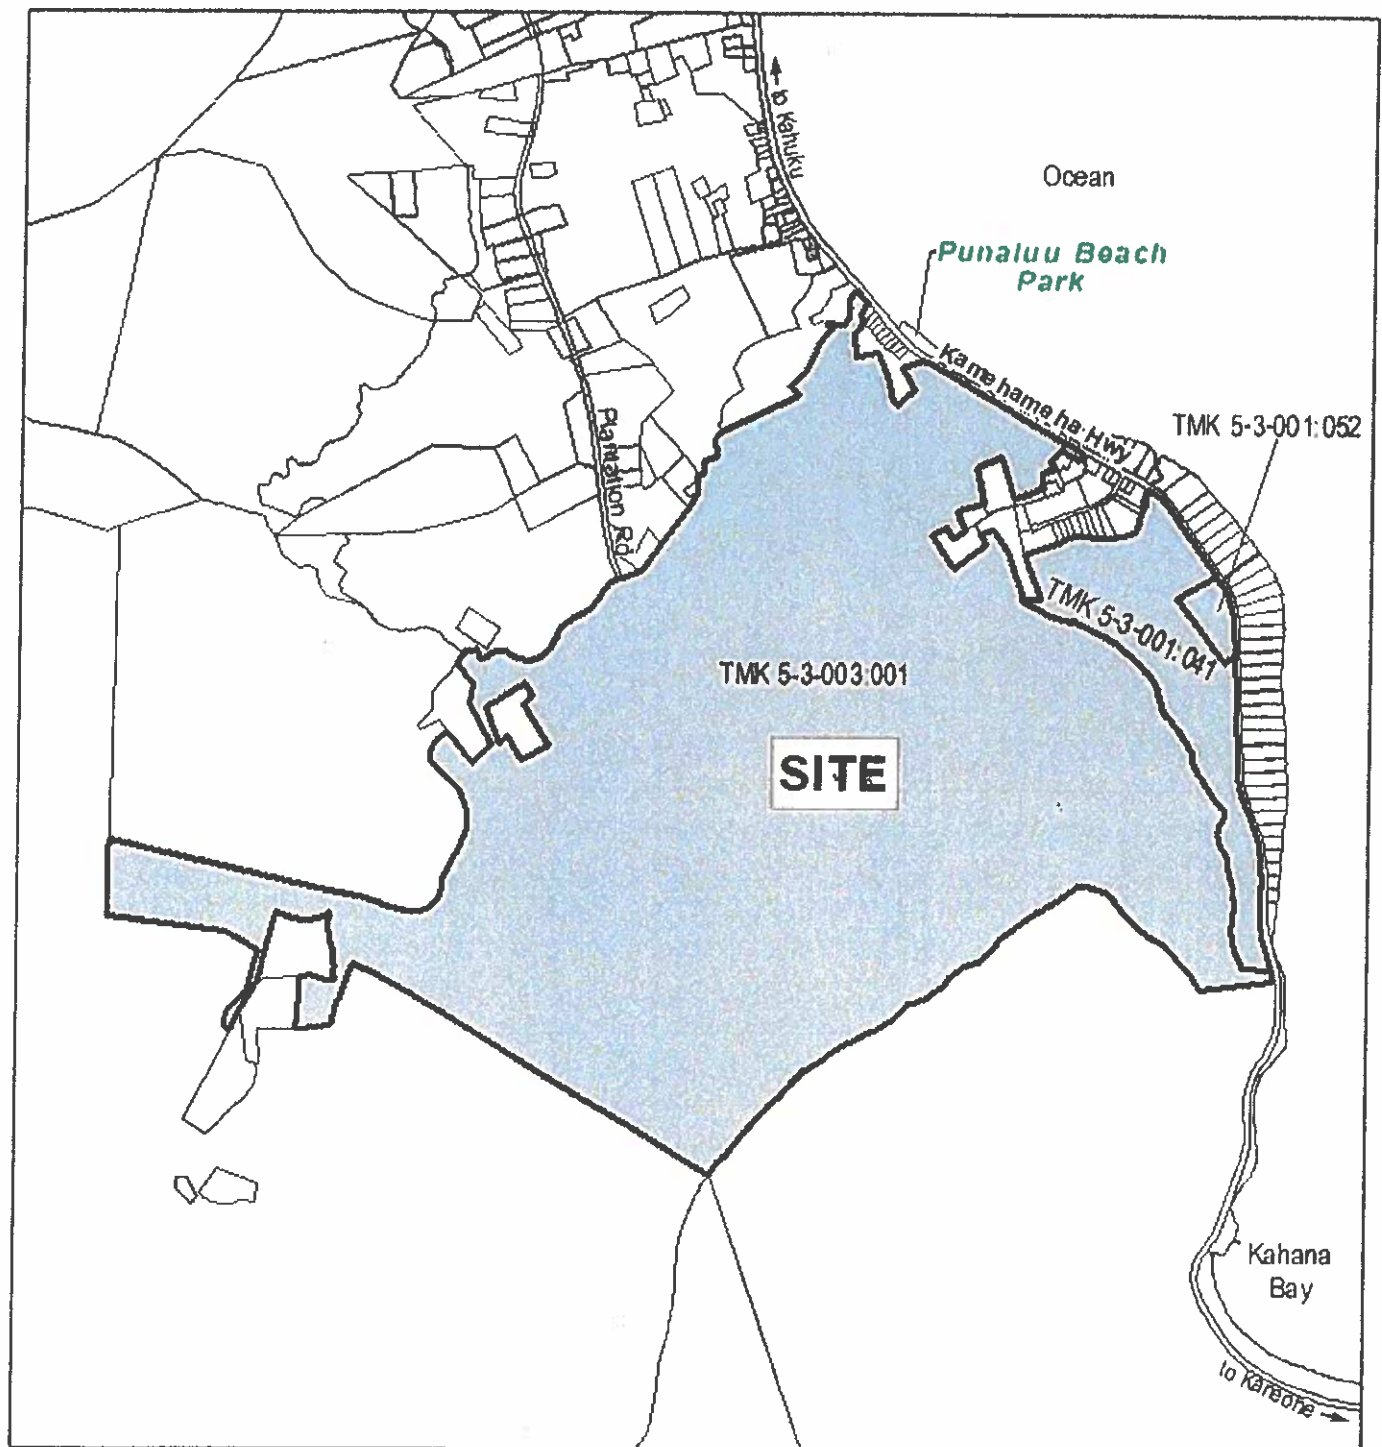 to Kahuku
Ocean
Punaluu Beach
Park
Kamehameha Hwy
TMK 5-3-001:052
Plantation Rd
TMK 5-3-001:041
TMK 5-3-003:001
SITE
Kahana
Bay
to Kaneohe